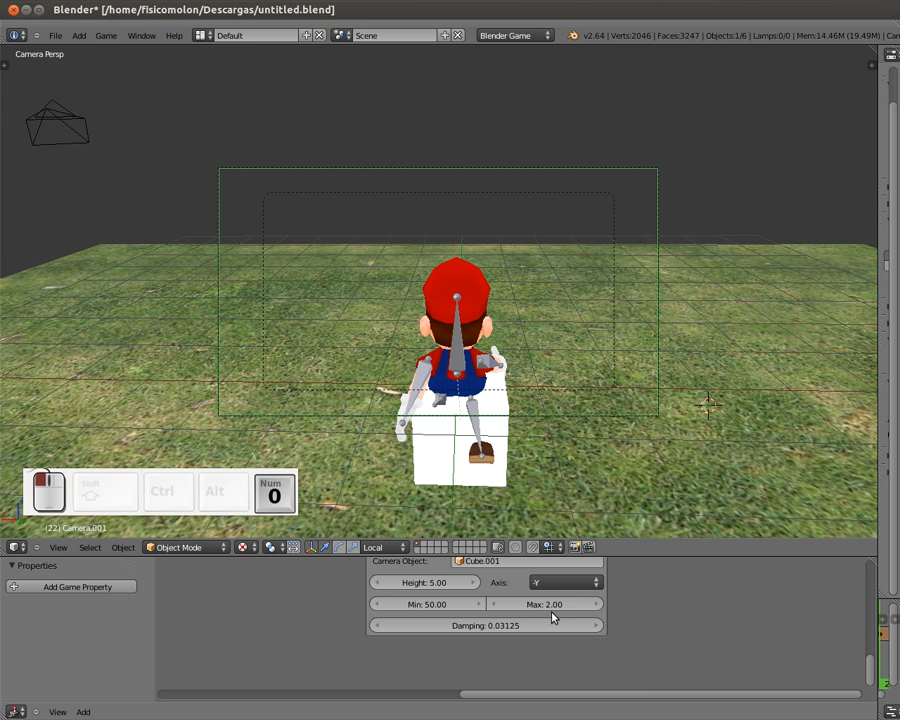 Blender* [/home/fisicomolon/Descargas/untitled.blend]
File Add Game Window Help Default Scene Blender Game v2.64 | Verts:2046 | Faces:3247 | Objects:1/6 | Lamps:0/0 | Mem:14.46M (19.49M) | Can
Camera Persp
Shift Ctrl Alt Num 0
(22) Camera.001
View Select Object Object Mode Local
Properties
Add Game Property
Camera Object: Cube.001
Height: 5.00 Axis: -Y
Min: 50.00 Max: 2.00
Damping: 0.03125
2
View Add